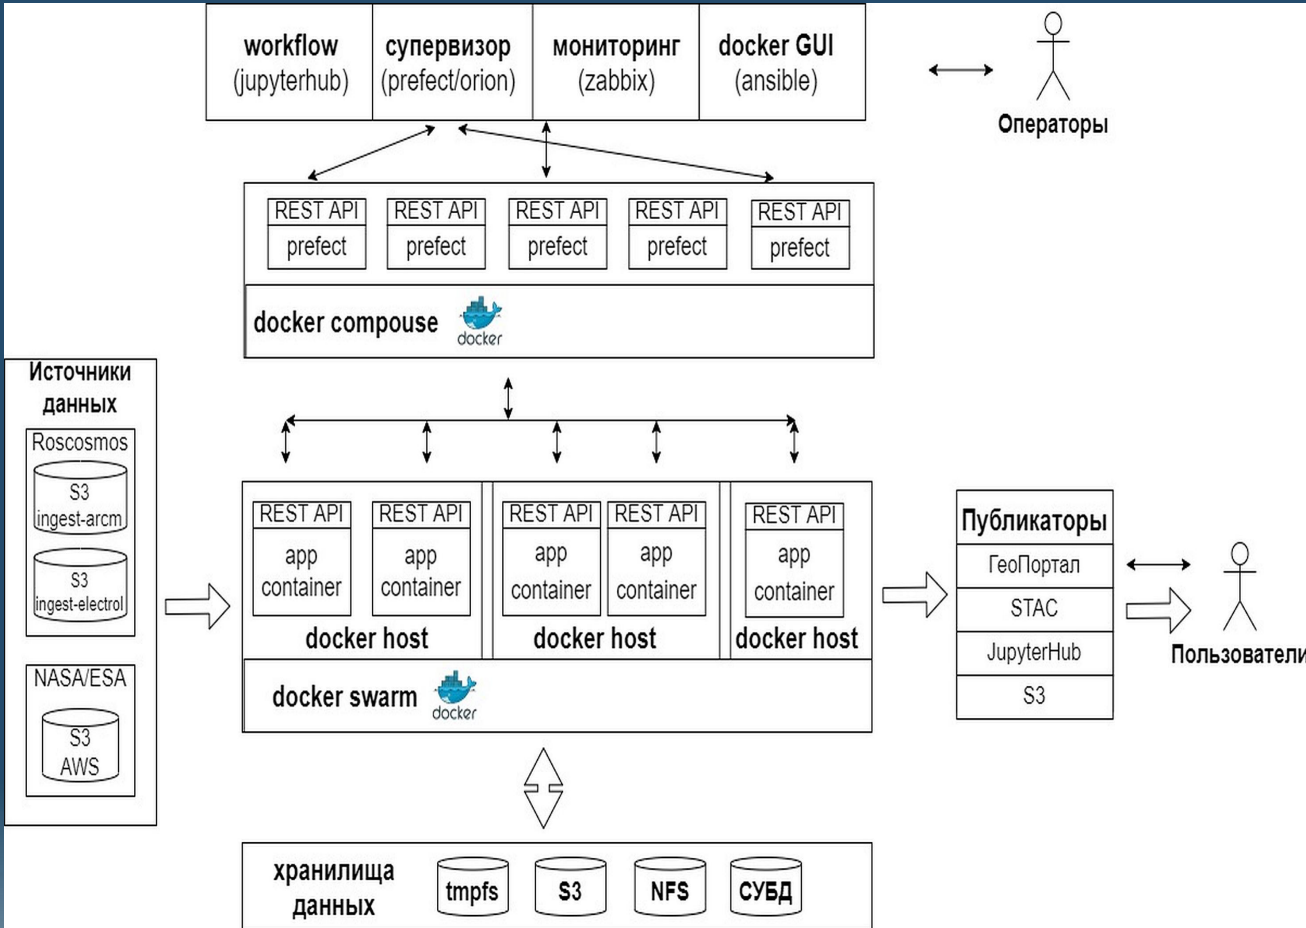 workflow
(jupyterhub)
супервизор
(prefect/orion)
мониторинг
(zabbix)
docker GUI
(ansible)
Операторы
REST API
prefect
REST API
prefect
REST API
prefect
REST API
prefect
REST API
prefect
docker compouse
docker
Источники
данных
Roscosmos
S3
ingest-arcm
S3
ingest-electrol
NASA/ESA
S3
AWS
REST API
app
container
REST API
app
container
docker host
REST API
app
container
REST API
app
container
docker host
REST API
app
container
docker host
docker swarm
docker
Публикаторы
ГеоПортал
STAC
JupyterHub
S3
Пользователи
хранилища
данных
tmpfs
S3
NFS
СУБД